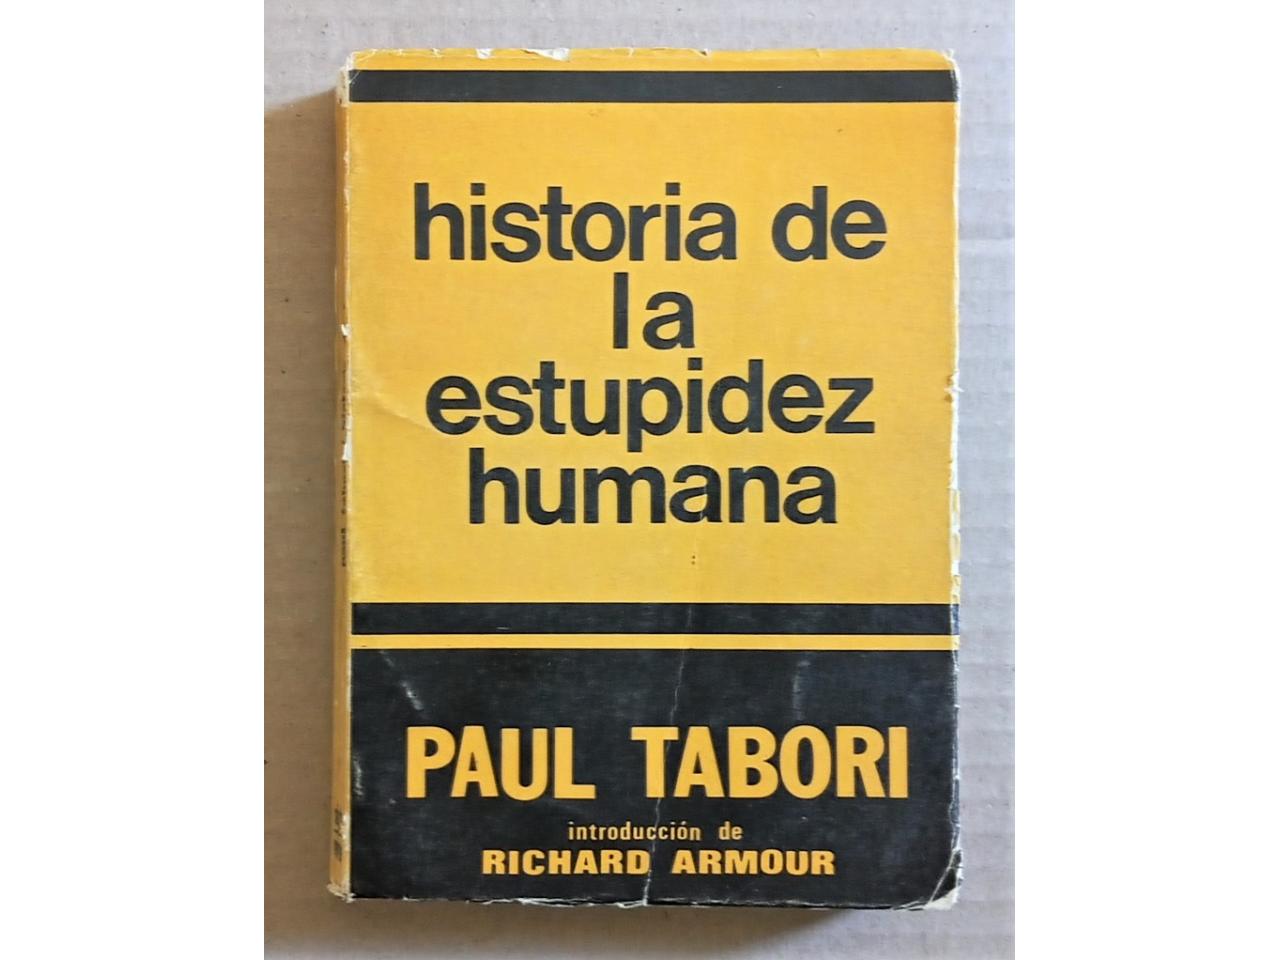 historia de
la
estupidez
humana
PAUL TABORI
introducción de
RICHARD ARMOUR